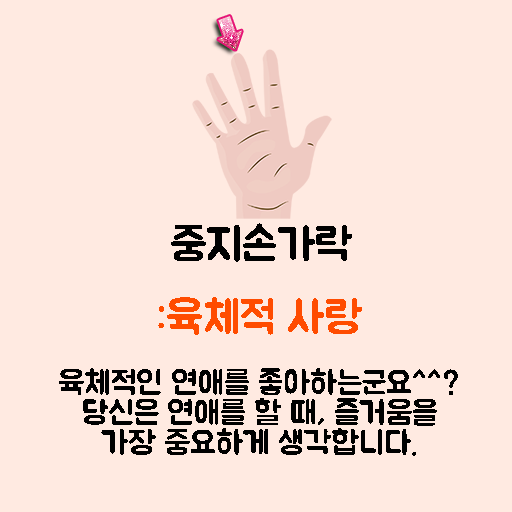 중지손가락
:육체적 사랑
육체적인 연애를 좋아하는군요^^?
당신은 연애를 할 때, 즐거움을
가장 중요하게 생각합니다.